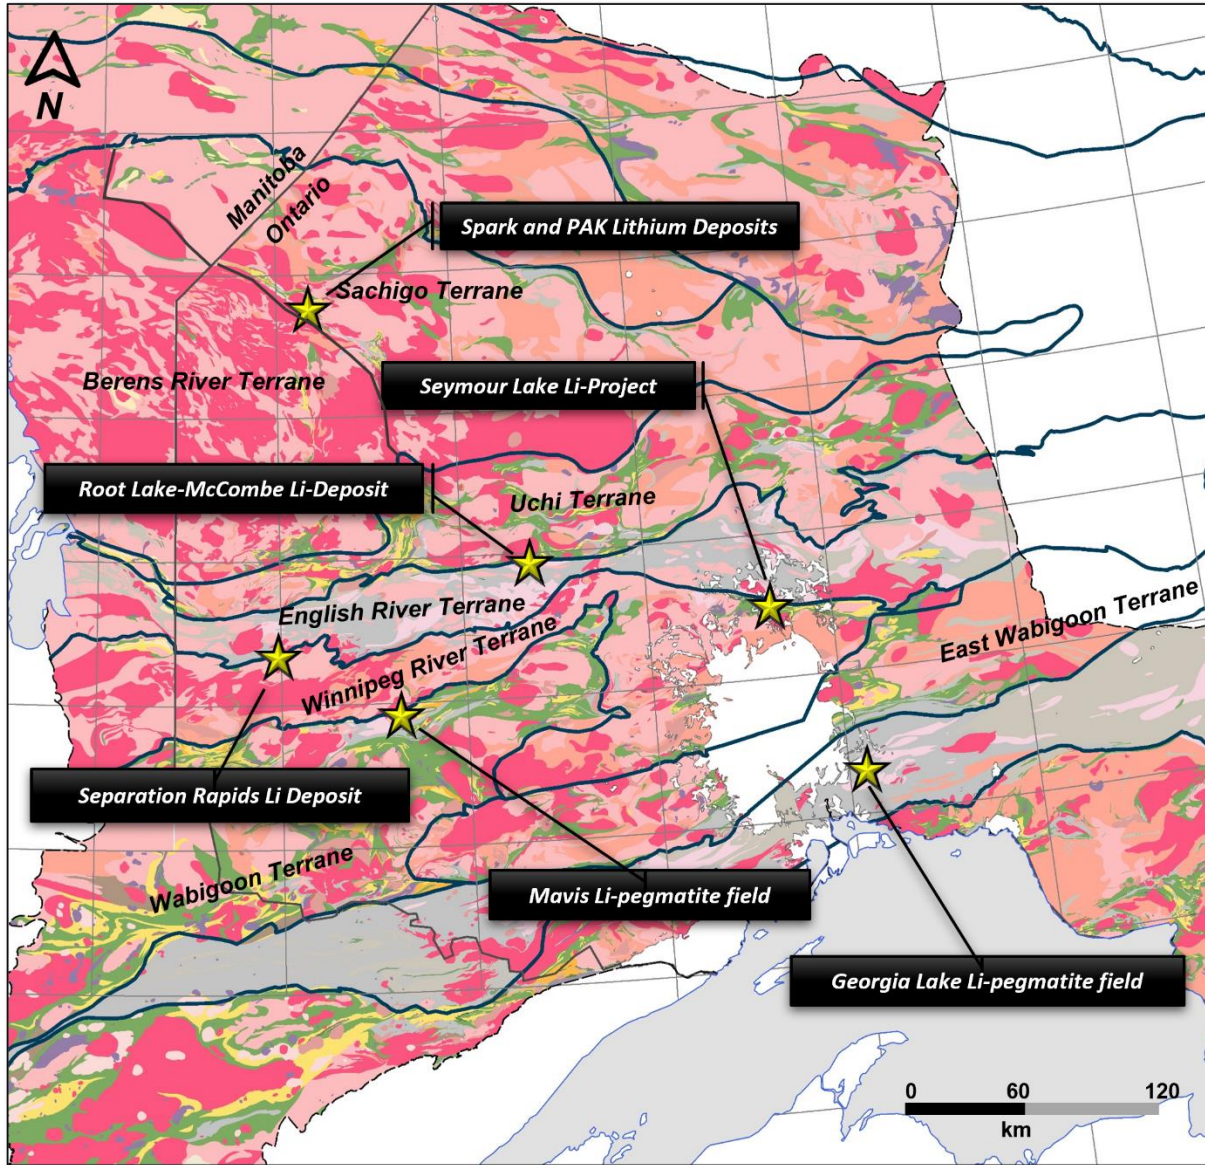 N
Manitoba
Ontario
Spark and PAK Lithium Deposits
Sachigo Terrane
Berens River Terrane
Seymour Lake Li-Project
Root Lake-McCombe Li-Deposit
Uchi Terrane
English River Terrane
Winnipeg River Terrane
East Wabigoon Terrane
Separation Rapids Li Deposit
Wabigoon Terrane
Mavis Li-pegmatite field
Georgia Lake Li-pegmatite field
0 60 120
km